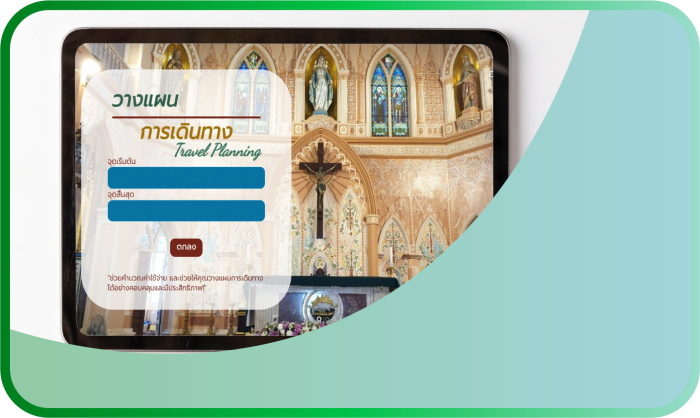 วางแผน
การเดินทาง
Travel Planning
จุดเริ่มต้น
จุดสิ้นสุด
ตกลง
"ช่วยคำนวณค่าใช้จ่าย และช่วยให้คุณวางแผนการเดินทาง
ได้อย่างครอบคลุมและมีประสิทธิภาพ!"